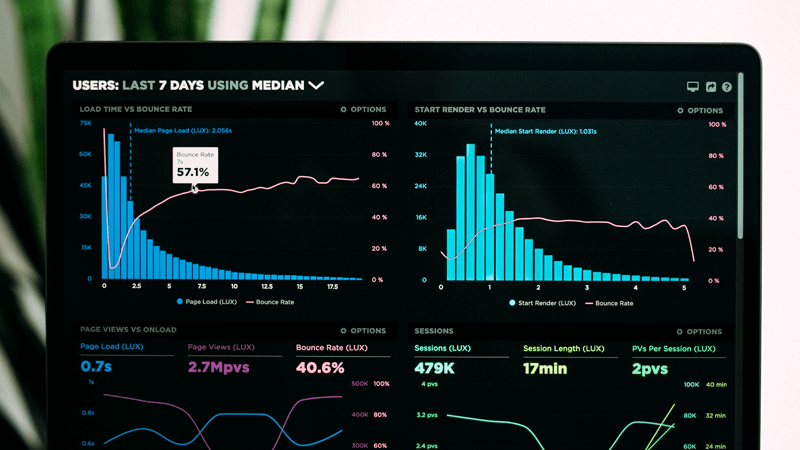 USERS: LAST 7 DAYS USING MEDIAN
LOAD TIME VS BOUNCE RATE
OPTIONS
75K
60K
45K
30K
15K
0
Median Page Load (LUX): 2.056s
Bounce Rate
7s
57.1%
100 %
80 %
60 %
40 %
20 %
0 %
0 2.5 5 7.5 10 12.5 15 17.5
Page Load (LUX) Bounce Rate
START RENDER VS BOUNCE RATE
OPTIONS
40K
32K
24K
16K
8K
0
Median Start Render (LUX): 1.031s
100 %
80 %
60 %
40 %
20 %
0 %
0 1 2 3 4 5
Start Render (LUX) Bounce Rate
PAGE VIEWS VS ONLOAD
OPTIONS
Page Load (LUX) Page Views (LUX) Bounce Rate (LUX)
0.7s 2.7Mpvs 40.6%
1s 500K 100%
0.8s 400K 80%
0.6s 300K 60%
SESSIONS
OPTIONS
Sessions (LUX) Session Length (LUX) PVs Per Session (LUX)
479K 17min 2pvs
4 pvs 100K 40 min
3.2 pvs 80K 32 min
2.4 pvs 60K 24 min